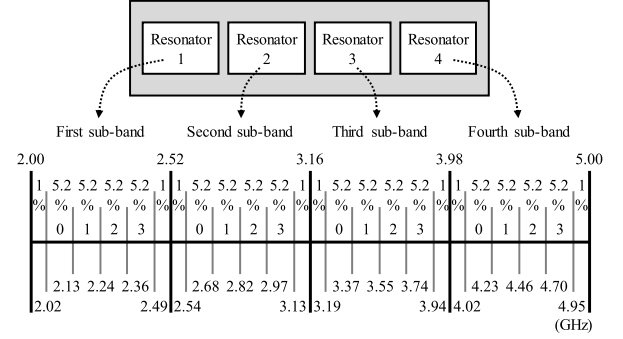 Resonator Resonator Resonator Resonator
1 2 3 4
First sub-band Second sub-band Third sub-band Fourth sub-band
2.00 2.52 3.16 3.98 5.00
1 5.2 5.2 5.2 5.2 1 1 5.2 5.2 5.2 5.2 1 1 5.2 5.2 5.2 5.2 1 1 5.2 5.2 5.2 5.2 1
% % % % % % % % % % % % % % % % % % % % % % % %
0 1 2 3 0 1 2 3 0 1 2 3 0 1 2 3
2.13 2.24 2.36 2.68 2.82 2.97 3.37 3.55 3.74 4.23 4.46 4.70
2.02 2.49 2.54 3.13 3.19 3.94 4.02 4.95
(GHz)